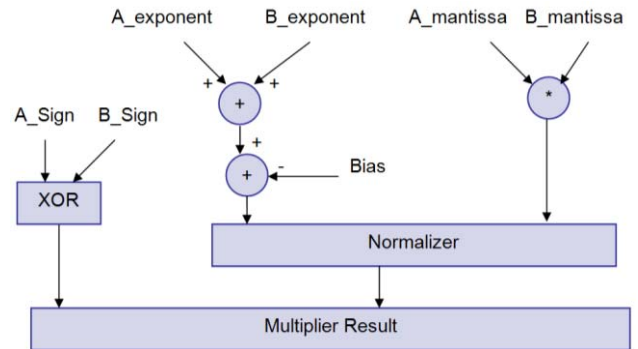 A_exponent B_exponent A_mantissa B_mantissa
+ +
+ *
A_Sign B_Sign
+
- Bias
+
XOR
Normalizer
Multiplier Result